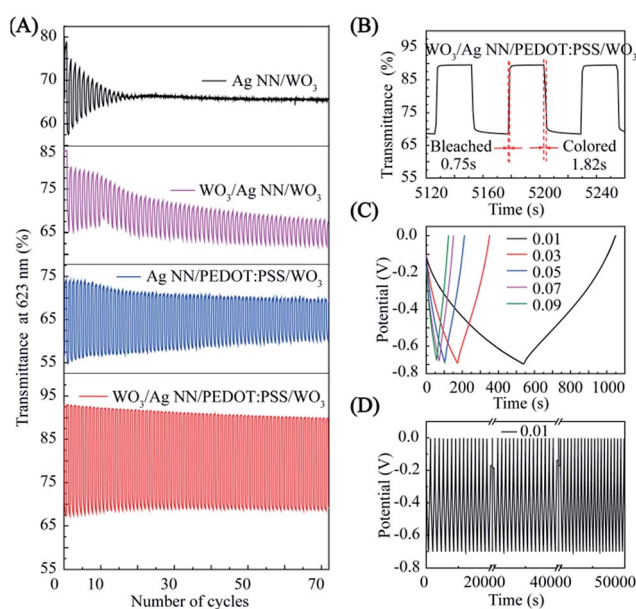 (A)
Transmittance at 623 nm (%)
80
70
60
Ag NN/WO3
85
75
65
WO3/Ag NN/WO3
75
65
55
Ag NN/PEDOT:PSS/WO3
95
85
75
65
55
WO3/Ag NN/PEDOT:PSS/WO3
0 10 30 50 70
Number of cycles
(B)
WO3/Ag NN/PEDOT:PSS/WO3
Transmittance (%)
95
85
75
65
55
Bleached
0.75s
Colored
1.82s
5120 5160 5200 5240
Time (s)
(C)
Potential (V)
0.0
-0.2
-0.4
-0.6
-0.8
0.01
0.03
0.05
0.07
0.09
0 200 400 600 800 1000
Time (s)
(D)
0.01
Potential (V)
0.0
-0.2
-0.4
-0.6
-0.8
0 20000 40000 50000
Time (s)